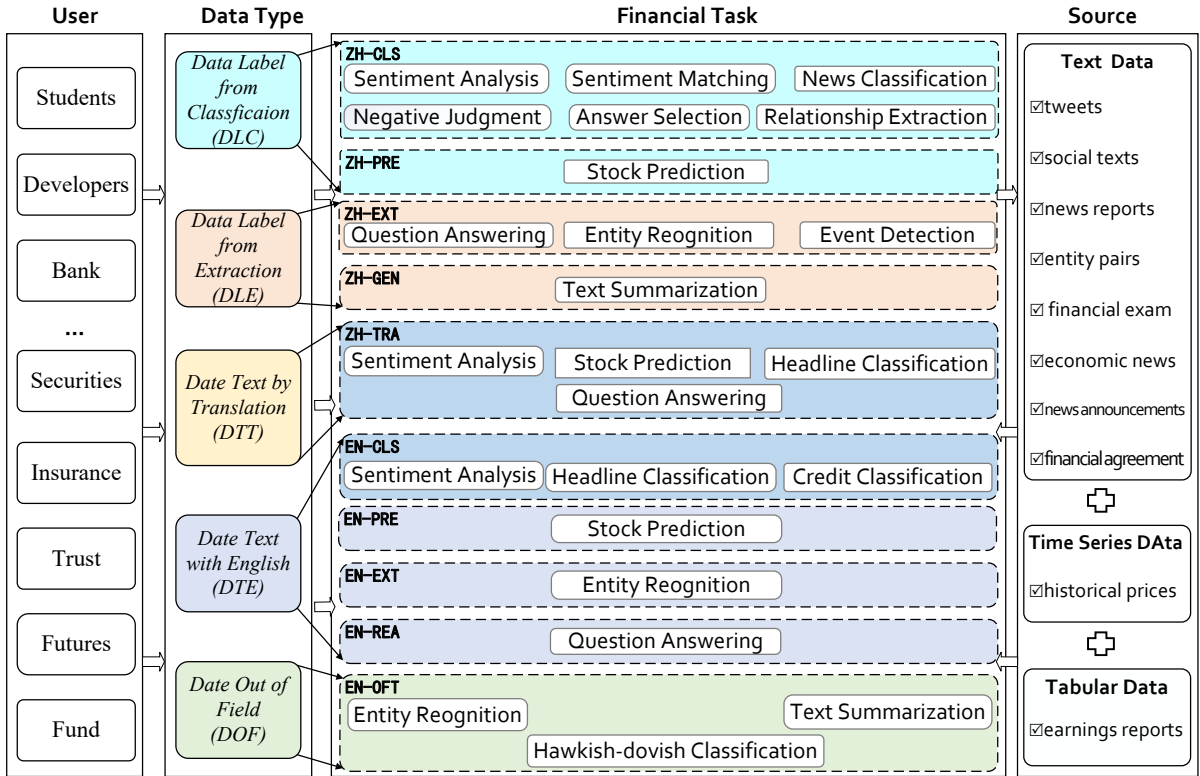 User
Data Type
Financial Task
Source
Students
Developers
Bank
...
Securities
Insurance
Trust
Futures
Fund
Data Label
from
Classficaion
(DLC)
Data Label
from
Extraction
(DLE)
Date Text by
Translation
(DTT)
Date Text
with English
(DTE)
Date Out of
Field
(DOF)
ZH-CLS
Sentiment Analysis
Sentiment Matching
News Classification
Negative Judgment
Answer Selection
Relationship Extraction
ZH-PRE
Stock Prediction
ZH-EXT
Question Answering
Entity Reognition
Event Detection
ZH-GEN
Text Summarization
ZH-TRA
Sentiment Analysis
Stock Prediction
Headline Classification
Question Answering
EN-CLS
Sentiment Analysis
Headline Classification
Credit Classification
EN-PRE
Stock Prediction
EN-EXT
Entity Reognition
EN-REA
Question Answering
EN-OFT
Entity Reognition
Text Summarization
Hawkish-dovish Classification
Text Data
☑tweets
☑social texts
☑news reports
☑entity pairs
☑ financial exam
☑economic news
☑news announcements
☑financial agreement
Time Series DAta
☑historical prices
Tabular Data
☑earnings reports